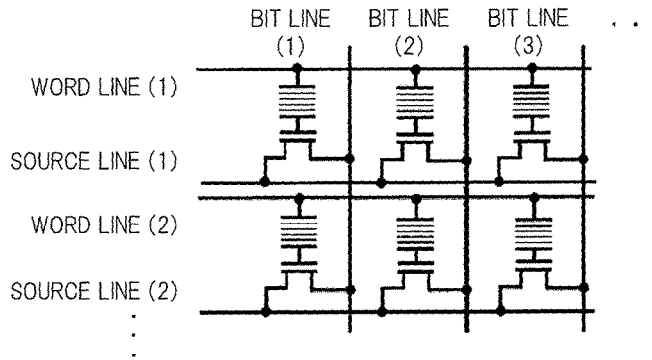 BIT LINE BIT LINE BIT LINE . .
(1) (2) (3)
WORD LINE (1)
SOURCE LINE (1)
WORD LINE (2)
SOURCE LINE (2)